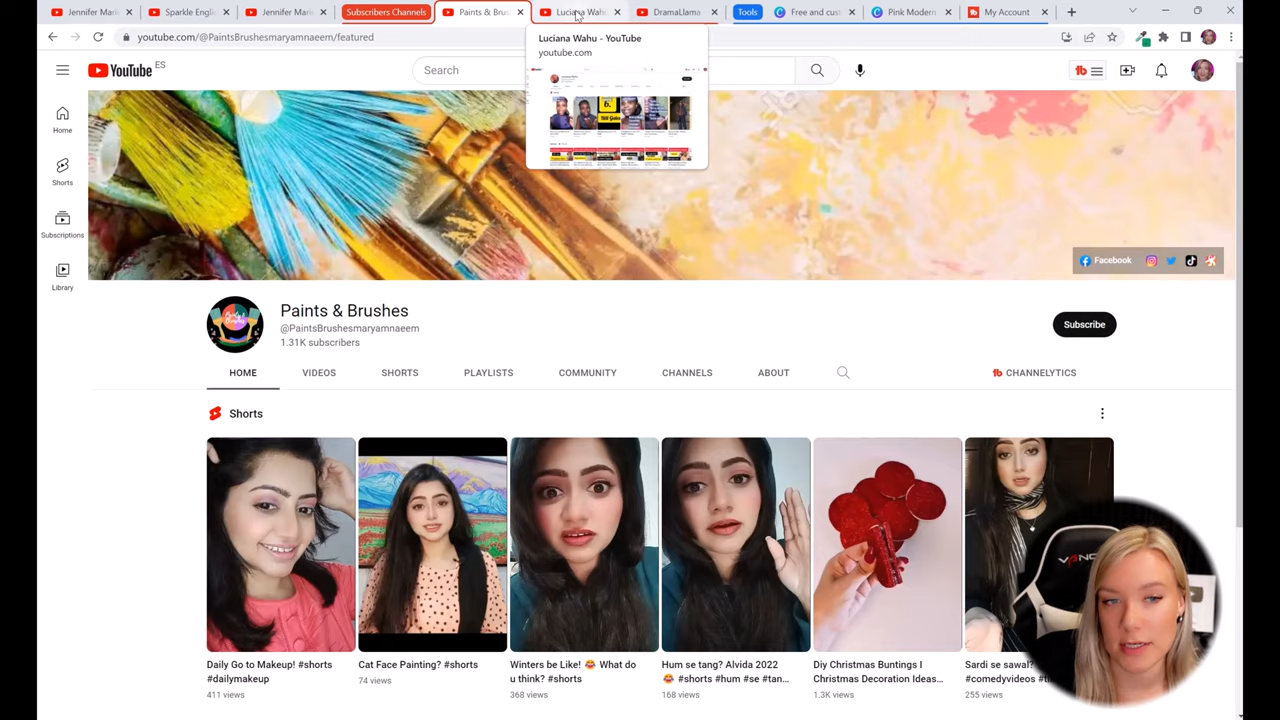 Jennifer Mari
Sparkle Engli
Jennifer Mari
Subscribers Channels
Paints & Brus
Luciana Wahu
DramaLlama
Tools
Free and cust
Pink Modern
My Account
youtube.com/@PaintsBrushesmaryamnaeem/featured
Luciana Wahu - YouTube
youtube.com
YouTube ES
Search
tb
Home
Shorts
Subscriptions
Library
Facebook
Paints & Brushes
@PaintsBrushesmaryamnaeem
1.31K subscribers
Subscribe
HOME
VIDEOS
SHORTS
PLAYLISTS
COMMUNITY
CHANNELS
ABOUT
tb CHANNELYTICS
Shorts
Daily Go to Makeup! #shorts
#dailymakeup
411 views
Cat Face Painting? #shorts
74 views
Winters be Like! 😂 What do
u think? #shorts
368 views
Hum se tang? Alvida 2022
😂 #shorts #hum #se #tan...
168 views
Diy Christmas Buntings I
Christmas Decoration Ideas...
1.3K views
Sardi se sawal?
#comedyvideos
255 views